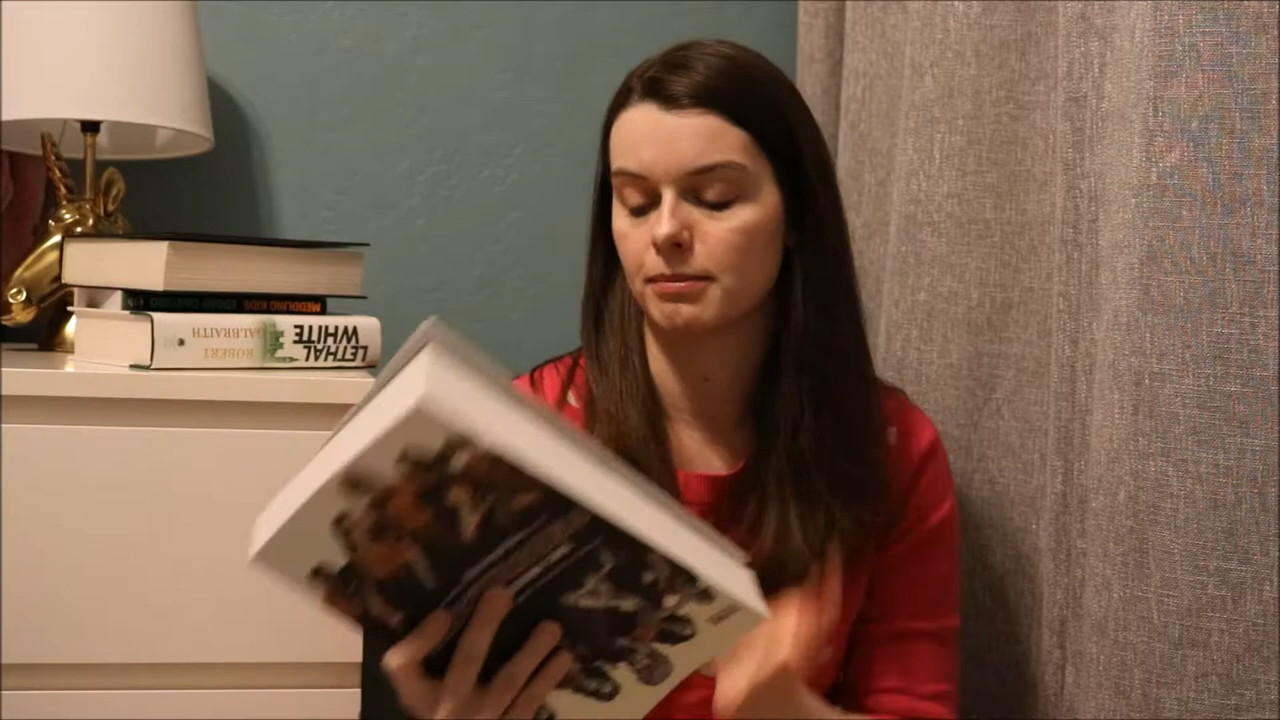 MEDDLING KIDS EDGAR CANTERO
LETHAL
WHITE
ROBERT
GALBRAITH